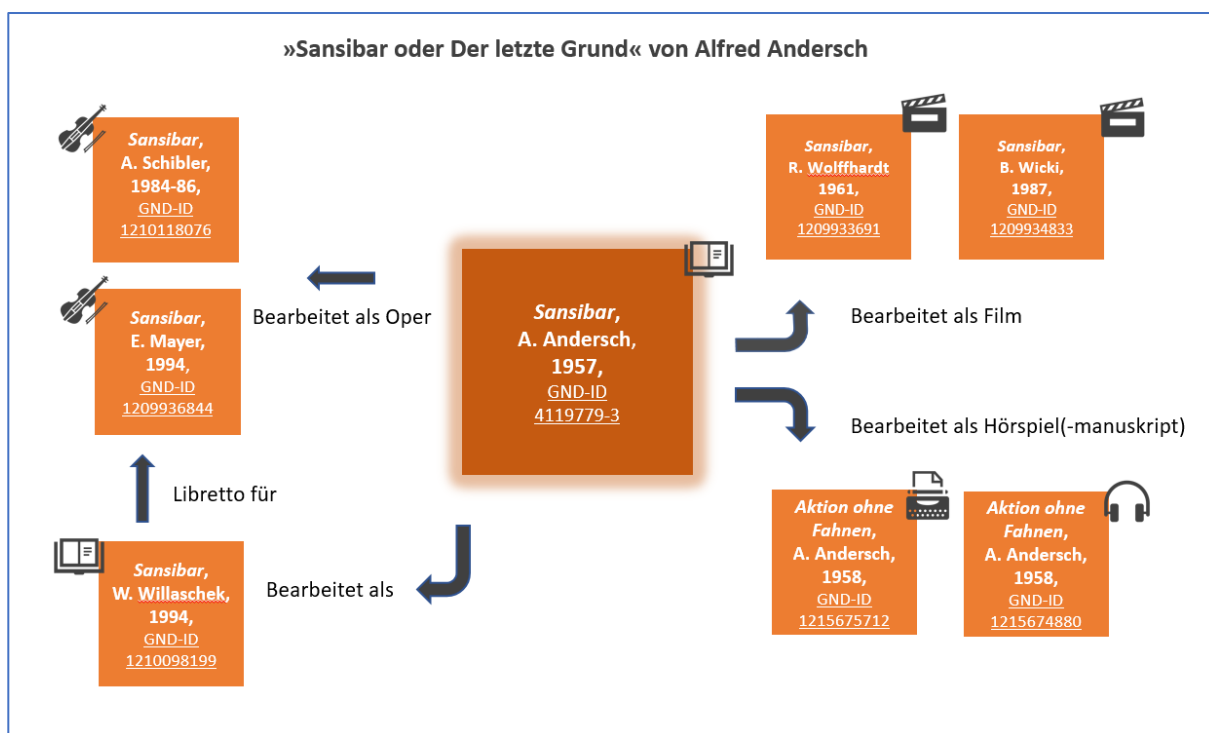 »Sansibar oder Der letzte Grund« von Alfred Andersch
Sansibar,
A. Schibler,
1984-86,
GND-ID
1210118076
Sansibar,
E. Mayer,
1994,
GND-ID
1209936844
Bearbeitet als Oper
Libretto für
Sansibar,
W. Willaschek,
1994,
GND-ID
1210098199
Bearbeitet als
Sansibar,
A. Andersch,
1957,
GND-ID
4119779-3
Sansibar,
R. Wolffhardt
1961,
GND-ID
1209933691
Sansibar,
B. Wicki,
1987,
GND-ID
1209934833
Bearbeitet als Film
Bearbeitet als Hörspiel(-manuskript)
Aktion ohne
Fahnen,
A. Andersch,
1958,
GND-ID
1215675712
Aktion ohne
Fahnen,
A. Andersch,
1958,
GND-ID
1215674880